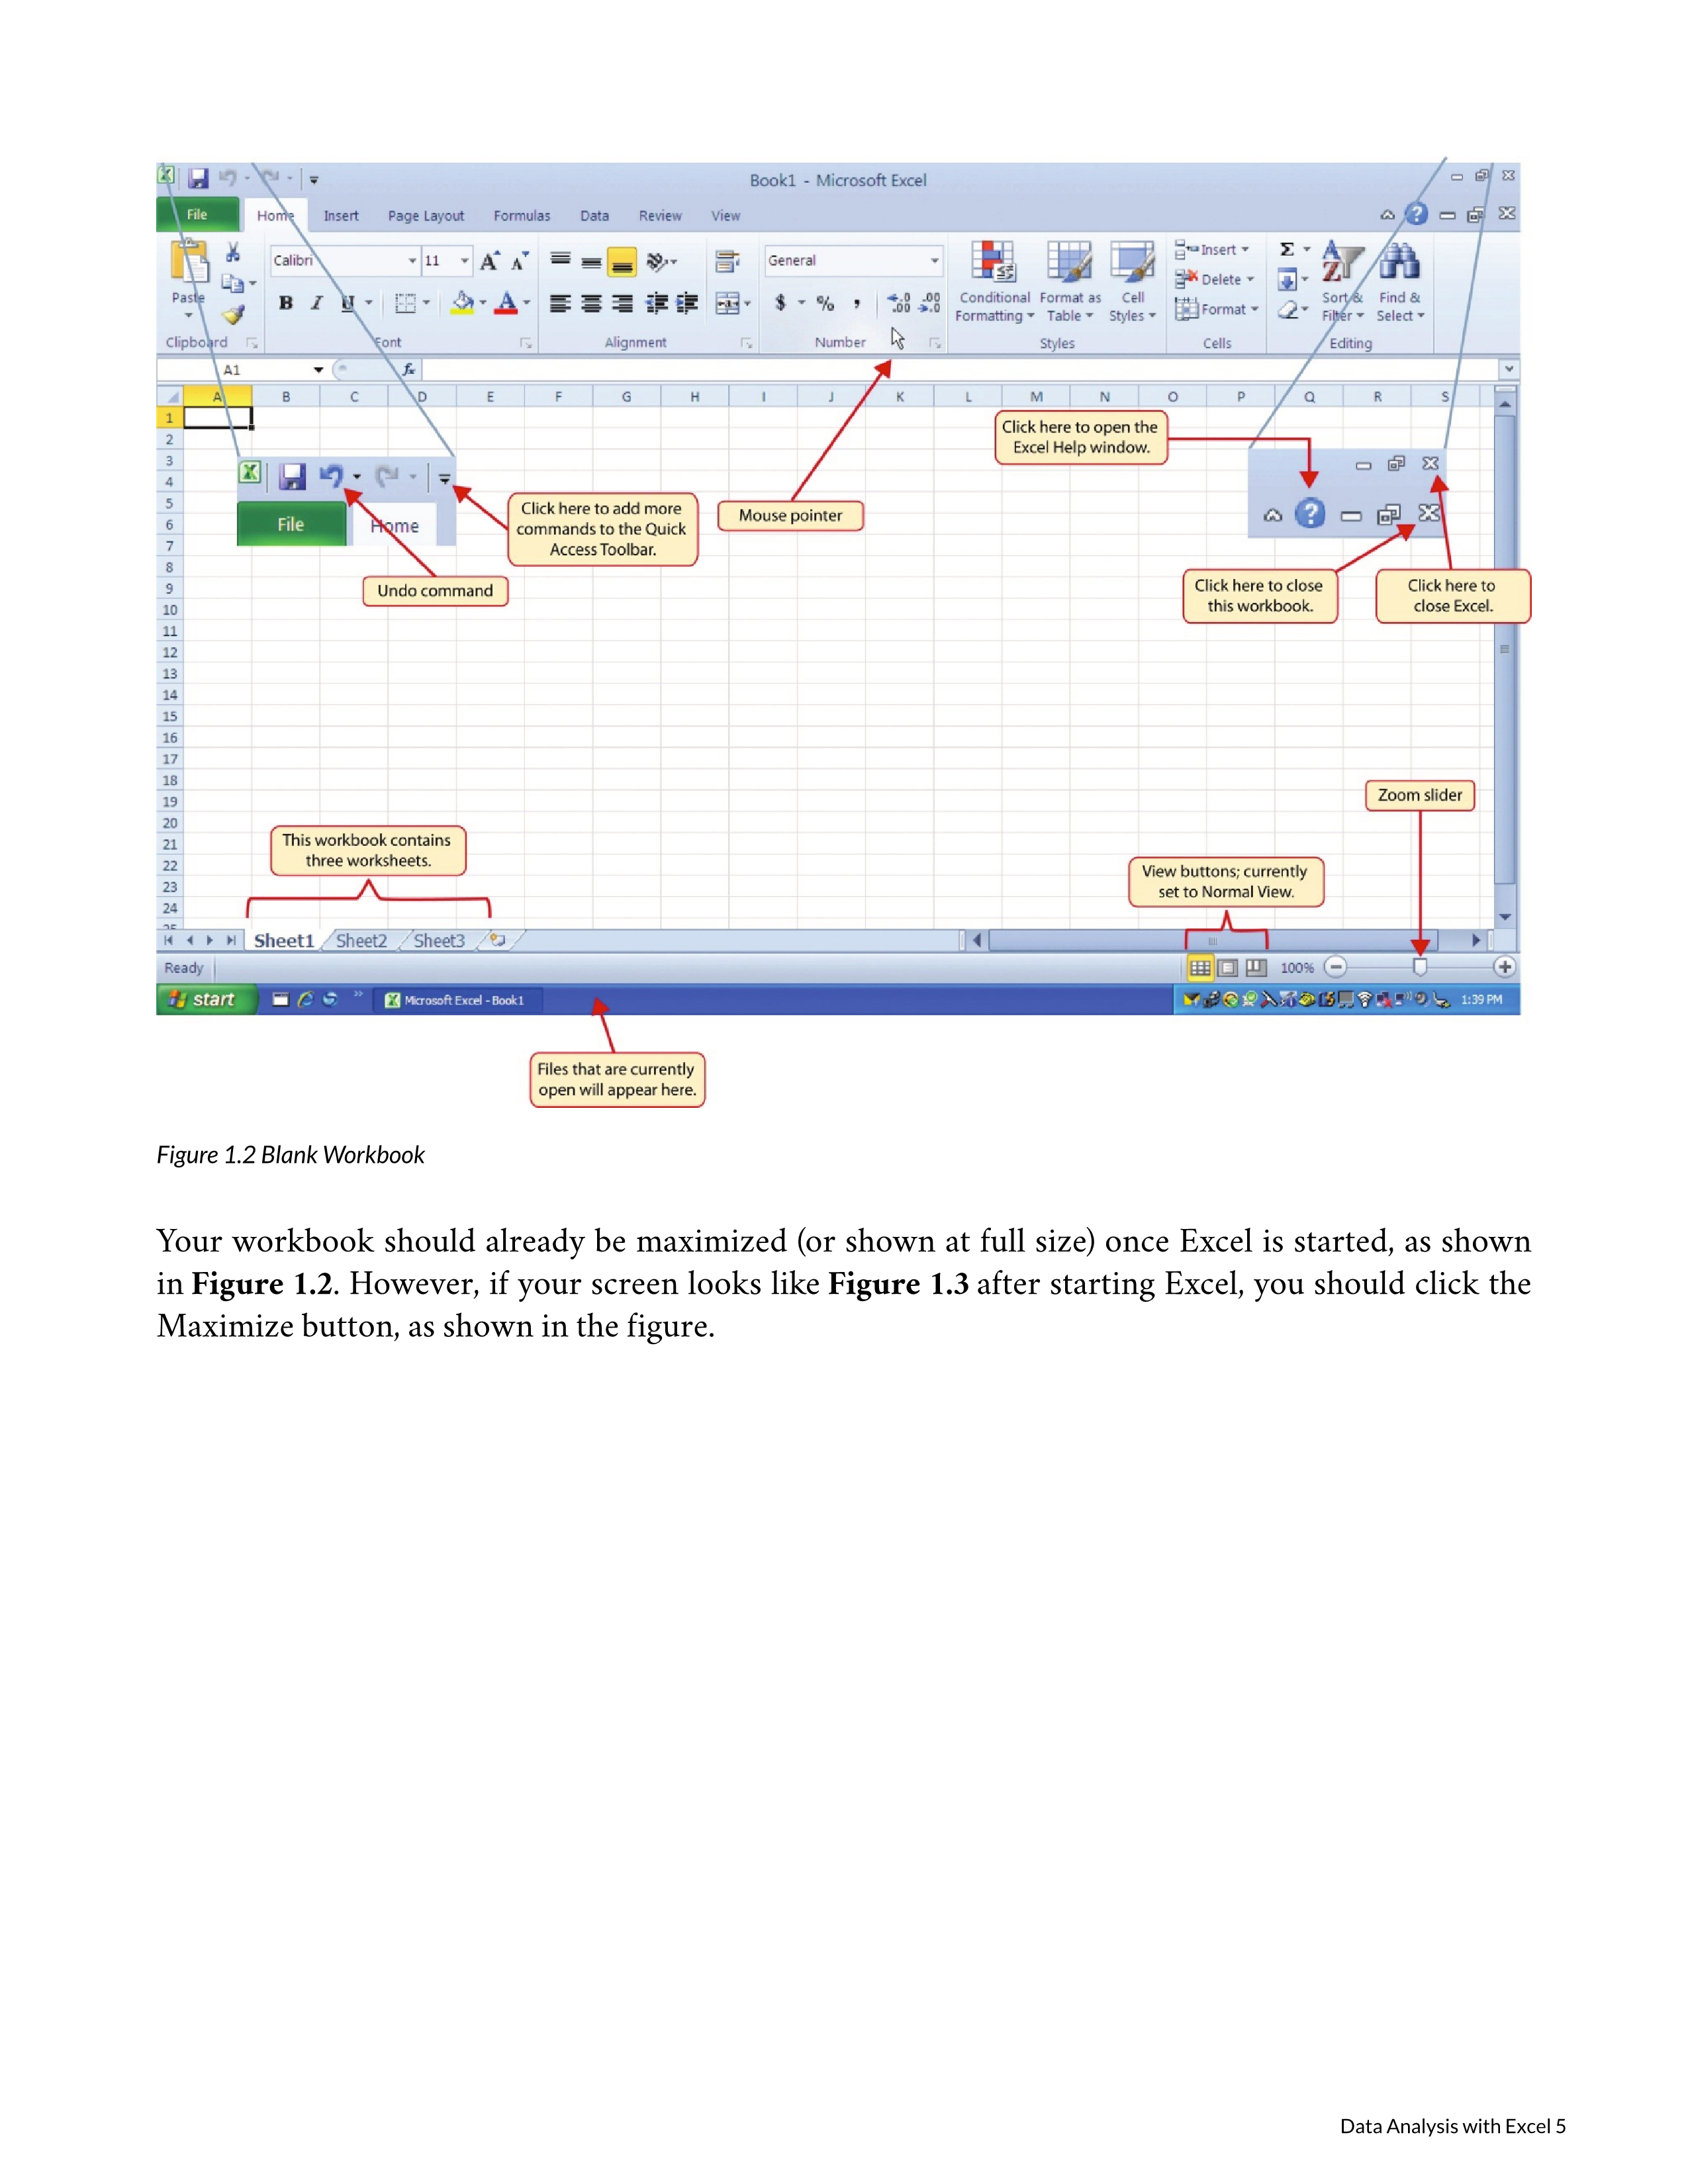 Book1 - Microsoft Excel
File Home Insert Page Layout Formulas Data Review View
Calibri 11 General Insert
Paste B I U $ % , Conditional Formatting Format as Table Cell Styles Delete Format Sort & Filter Find & Select
Clipboard Font Alignment Number Styles Cells Editing
A1 fx
A B C D E F G H I J K L M N O P Q R S
1
2
3
4
5
6
7
8
9
10
11
12
13
14
15
16
17
18
19
20
21
22
23
24
25
Click here to open the
Excel Help window.
File Home
Click here to add more
commands to the Quick
Access Toolbar.
Mouse pointer
Undo command
Click here to close
this workbook.
Click here to
close Excel.
Zoom slider
This workbook contains
three worksheets.
View buttons; currently
set to Normal View.
Sheet1 Sheet2 Sheet3
Ready 100%
start Microsoft Excel - Book1 1:39 PM
Files that are currently
open will appear here.
Figure 1.2 Blank Workbook
Your workbook should already be maximized (or shown at full size) once Excel is started, as shown
in Figure 1.2. However, if your screen looks like Figure 1.3 after starting Excel, you should click the
Maximize button, as shown in the figure.
Data Analysis with Excel 5